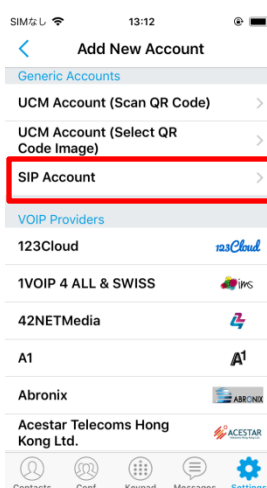 SIMなし 13:12
Add New Account
Generic Accounts
UCM Account (Scan QR Code)
UCM Account (Select QR
Code Image)
SIP Account
VOIP Providers
123Cloud 123Cloud
1VOIP 4 ALL & SWISS ims
42NETMedia
A1 A1
Abronix ABRONIX
Acestar Telecoms Hong
Kong Ltd. ACESTAR
Contacts Conf Keypad Messages Settings